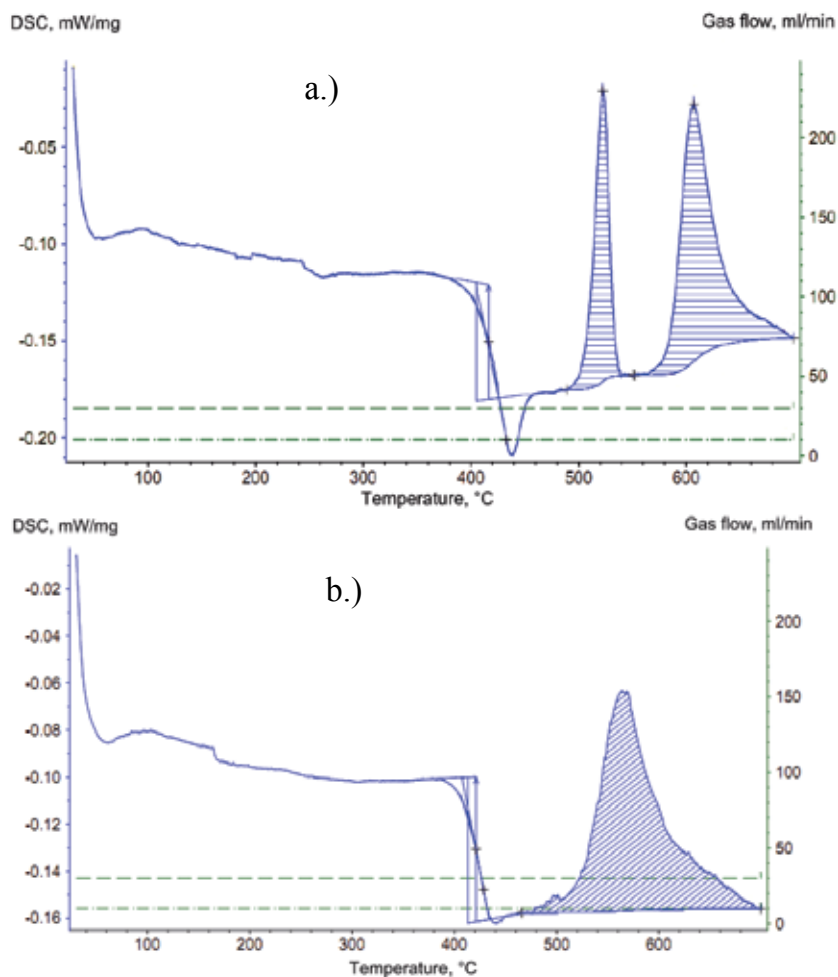 DSC, mW/mg Gas flow, ml/min
a.)
200
-0.05
150
-0.10
100
-0.15
50
-0.20
0
100 200 300 400 500 600
Temperature, °C
DSC, mW/mg Gas flow, ml/min
b.)
-0.02
200
-0.04
-0.06
150
-0.08
-0.10
100
-0.12
50
-0.14
-0.16
0
100 200 300 400 500 600
Temperature, °C